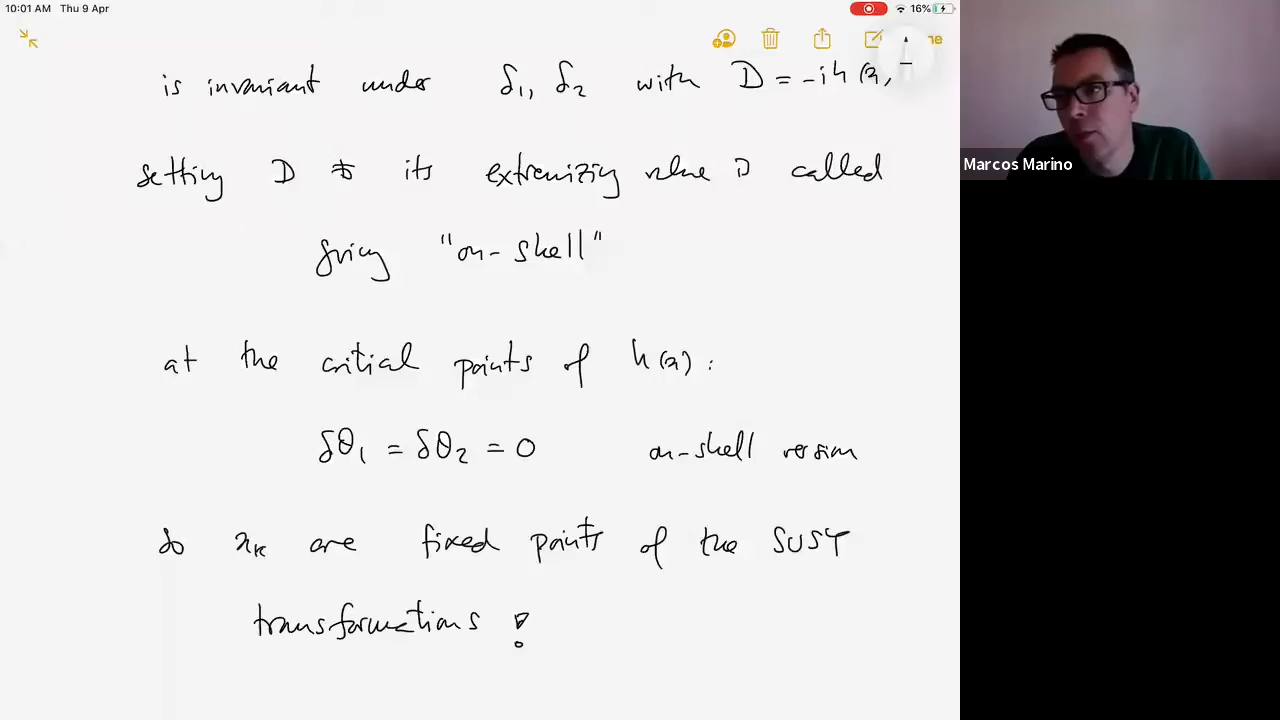 10:01 AM Thu 9 Apr
16%
is invariant under δ₁, δ₂ with D = -i h(x,
setting D to its extremizing value is called
going "on-shell"
at the critical points of h(x) :
δθ₁ = δθ₂ = 0 on-shell version
so xₖ are fixed points of the SUSY
transformations !
Marcos Marino